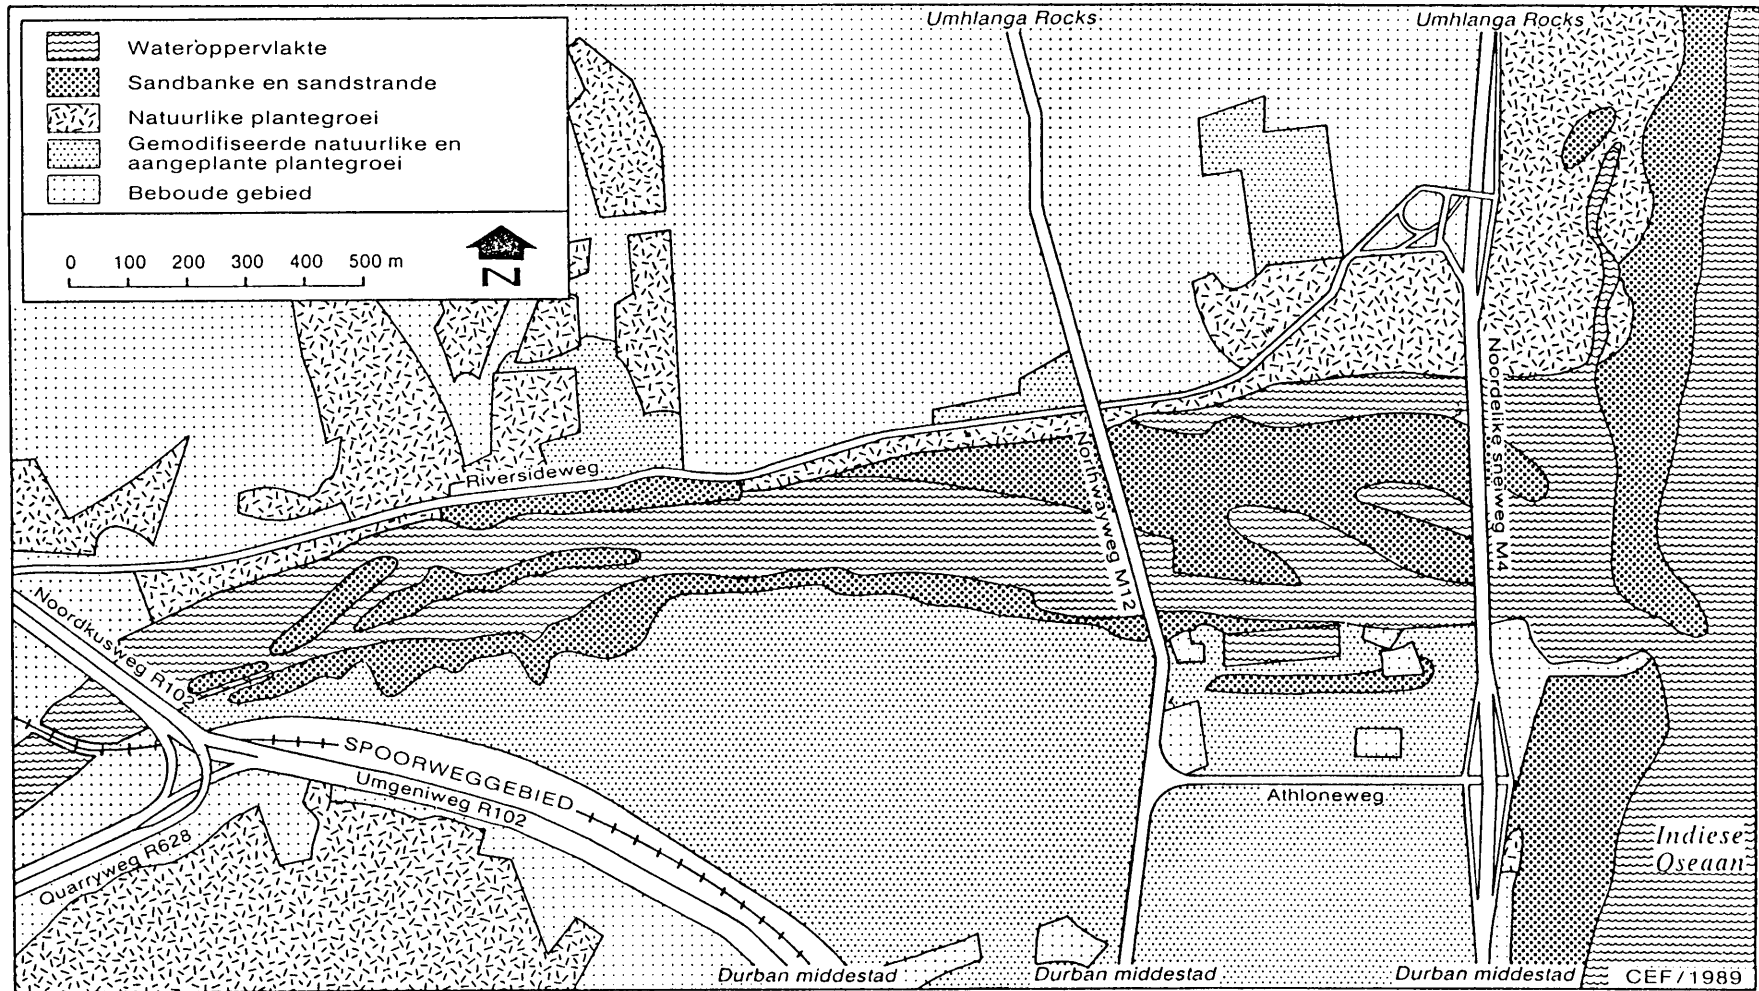 Umhlanga Rocks
Umhlanga Rocks
Wateroppervlakte
Sandbanke en sandstrande
Natuurlike plantegroei
Gemodifiseerde natuurlike en
aangeplante plantegroei
Beboude gebied
0 100 200 300 400 500 m
N
Noordelike snelweg M4
Riversideweg
Northwayweg M12
Noordkusweg R102
SPOORWEGGEBIED
Umgeniweg R102
Athloneweg
Quarryweg R628
Indiese
Oseaan
Durban middestad
Durban middestad
Durban middestad
CEF/1989